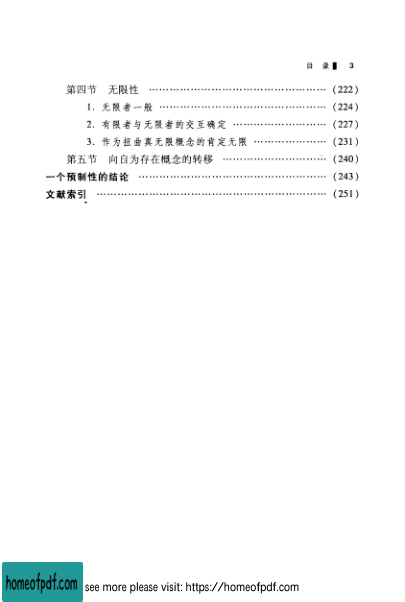 目 录 3
第四节 无限性 ……………………………………………… (222)
1. 无限者一般 …………………………………………… (224)
2. 有限者与无限者的交互确定 ……………………… (227)
3. 作为扭曲真无限概念的肯定无限 ………………… (231)
第五节 向自为存在概念的转移 ………………………… (240)
一个预制性的结论 ………………………………………………… (243)
文献索引 …………………………………………………………… (251)
homeofpdf.com see more please visit: https://homeofpdf.com